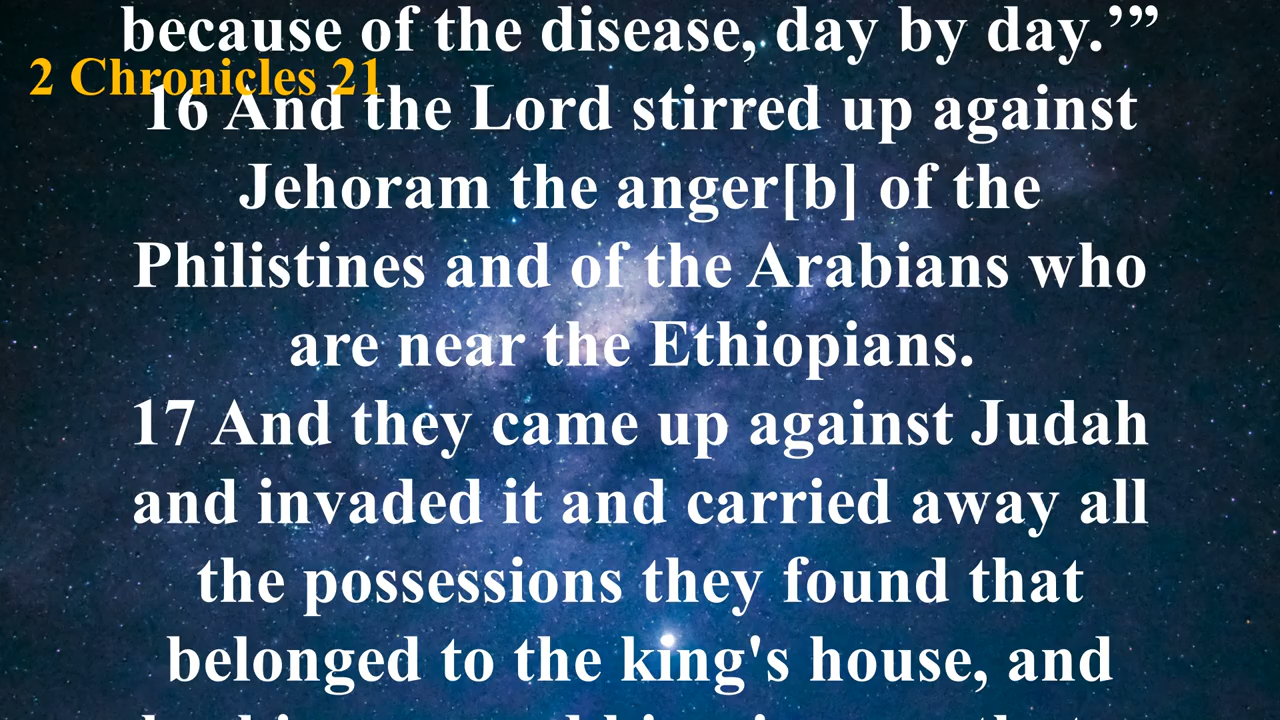 because of the disease, day by day.’”
2 Chronicles 21
16 And the Lord stirred up against
Jehoram the anger[b] of the
Philistines and of the Arabians who
are near the Ethiopians.
17 And they came up against Judah
and invaded it and carried away all
the possessions they found that
belonged to the king's house, and